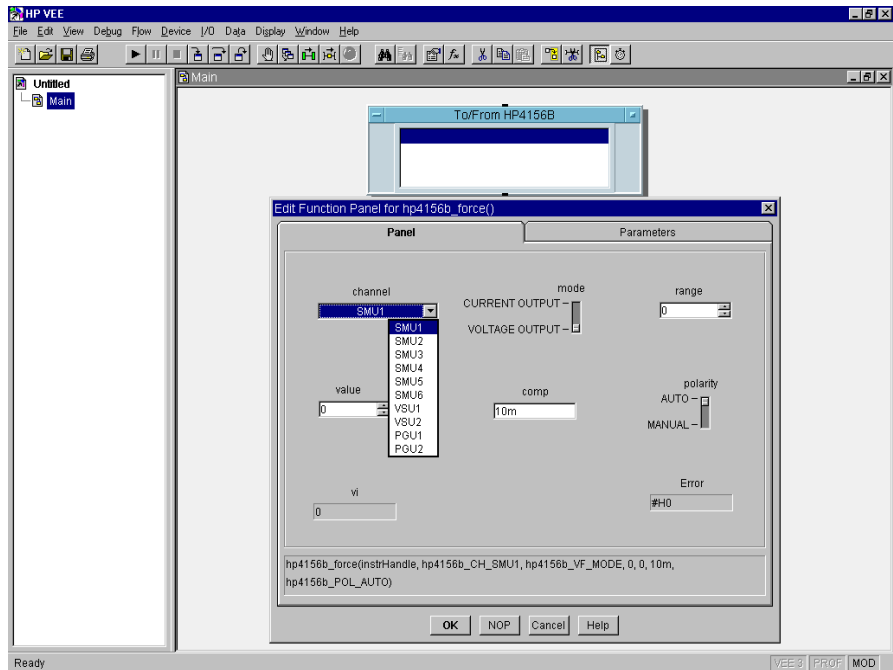 HP VEE
File Edit View Debug Flow Device I/O Data Display Window Help
Untitled
Main
Main
To/From HP4156B
Edit Function Panel for hp4156b_force()
Panel
Parameters
channel
mode
range
SMU1
CURRENT OUTPUT
VOLTAGE OUTPUT
0
SMU1
SMU2
SMU3
SMU4
SMU5
SMU6
VSU1
VSU2
PGU1
PGU2
value
0
comp
10m
polarity
AUTO
MANUAL
vi
0
Error
#H0
hp4156b_force(instrHandle, hp4156b_CH_SMU1, hp4156b_VF_MODE, 0, 0, 10m,
hp4156b_POL_AUTO)
OK NOP Cancel Help
Ready
VEE 3 PROF MOD